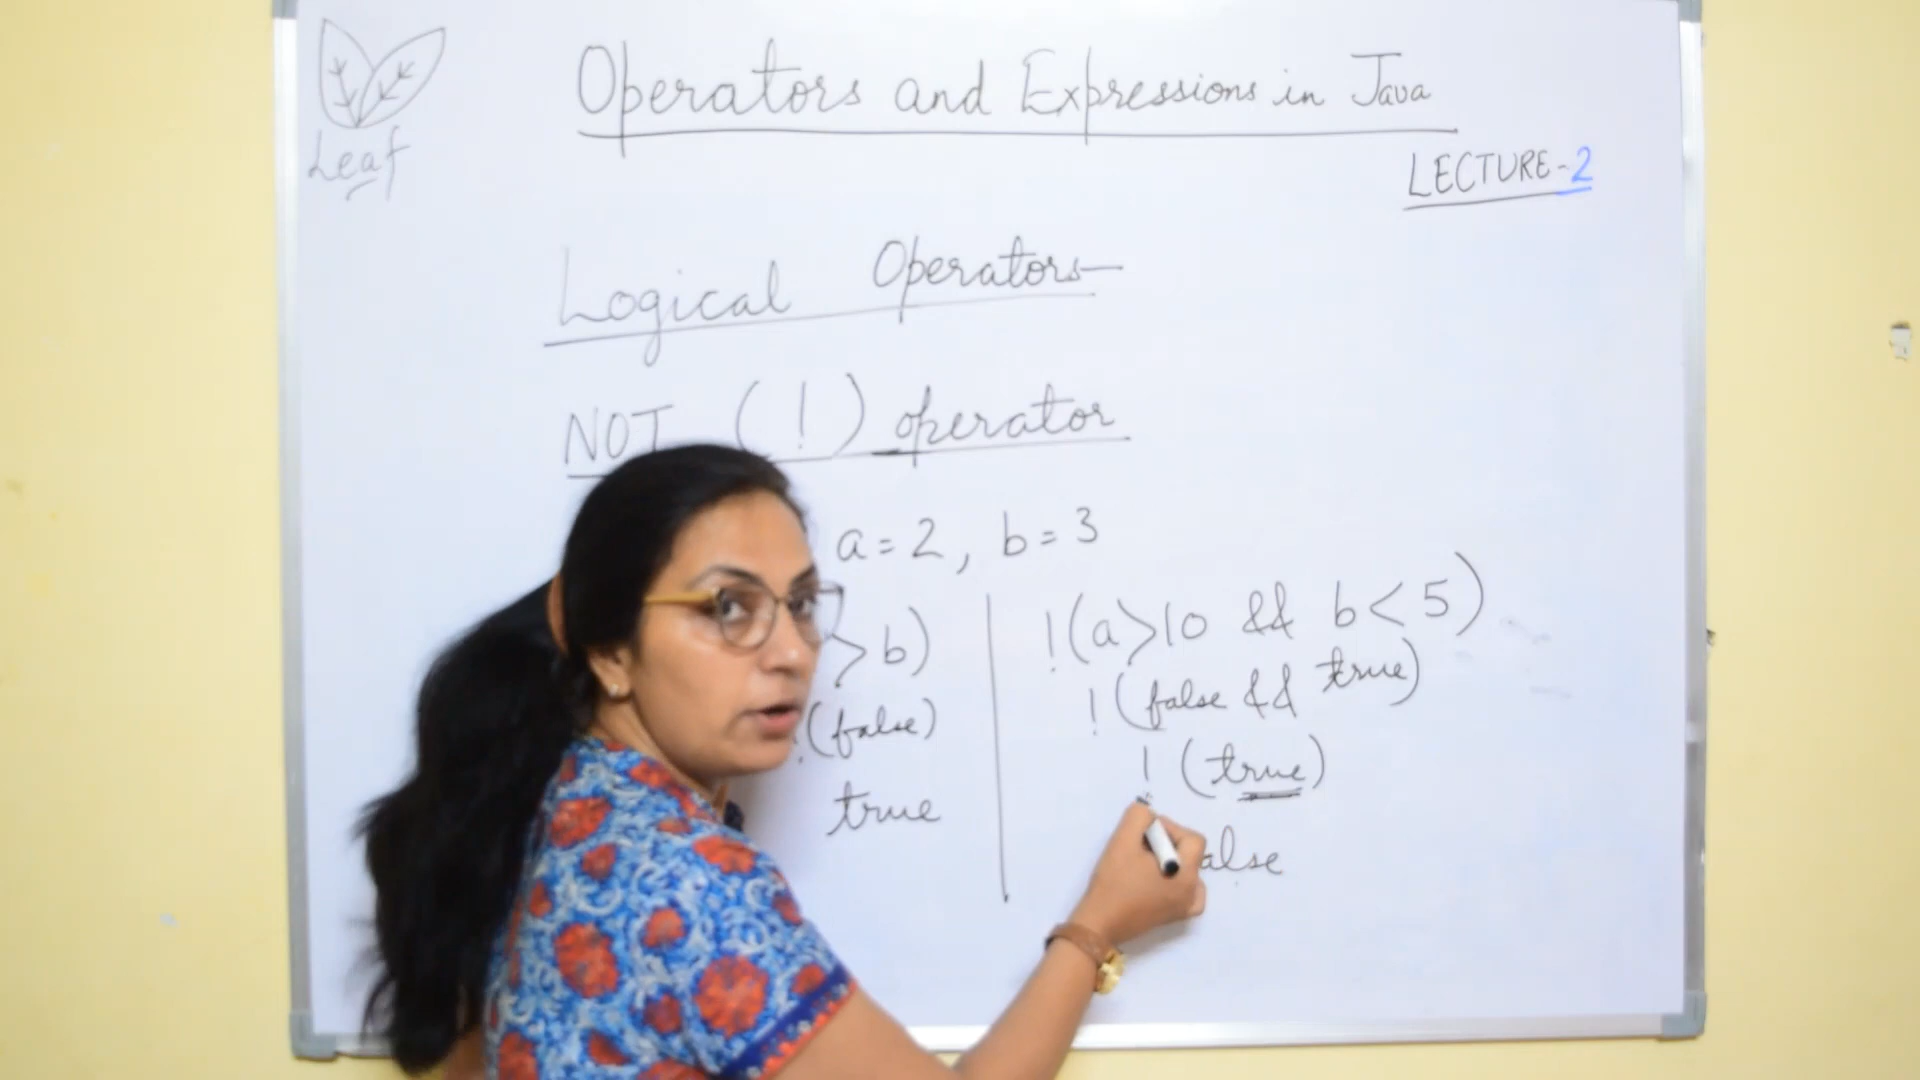 Leaf
Operators and Expressions in Java
LECTURE-2
Logical Operators—
NOT (!) operator
a=2, b=3
>b)
!(false)
true
!(a>10 && b<5)
!(false && true)
!(true)
alse